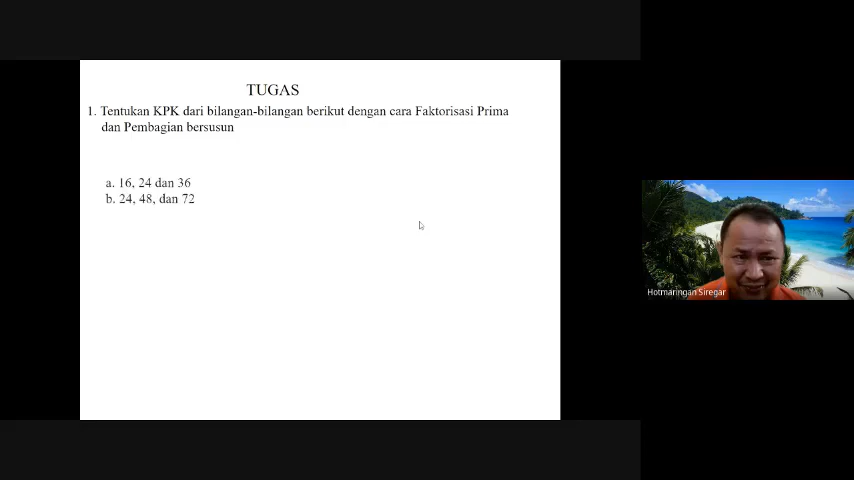 TUGAS
1. Tentukan KPK dari bilangan-bilangan berikut dengan cara Faktorisasi Prima
dan Pembagian bersusun
a. 16, 24 dan 36
b. 24, 48, dan 72
Hotmaringan Siregar